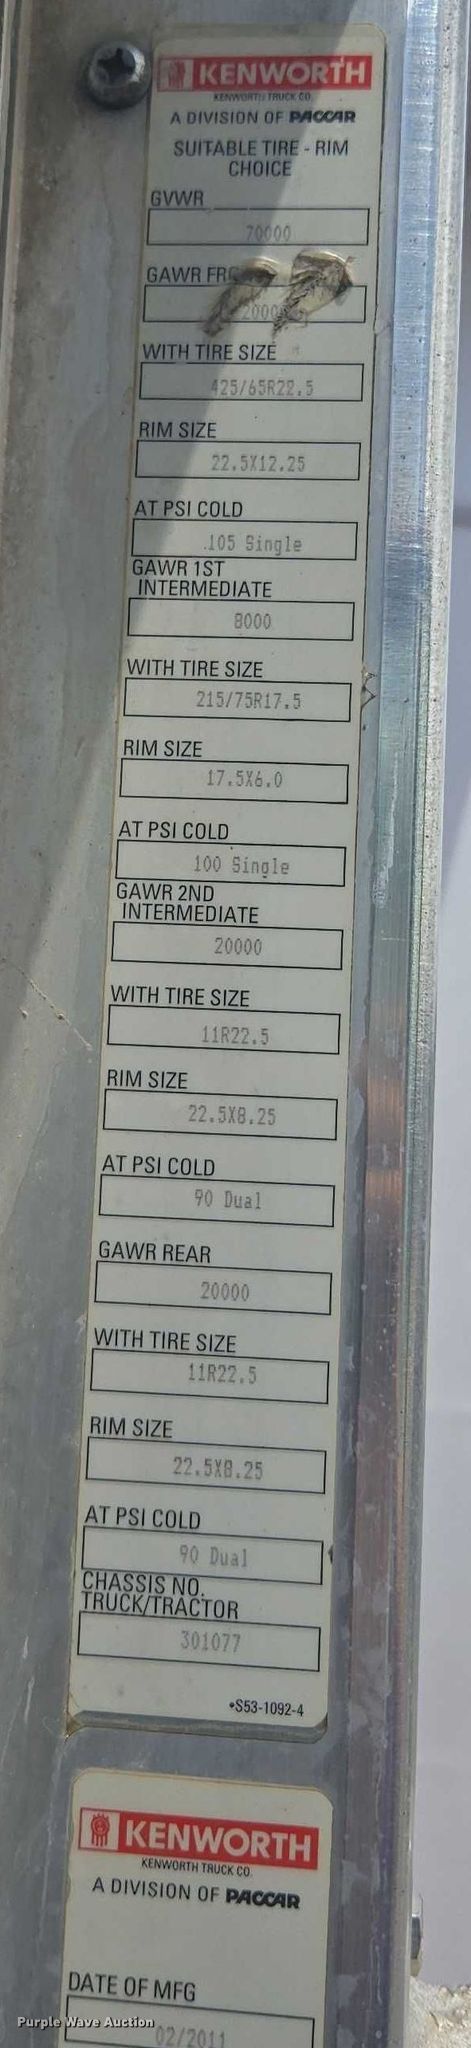 KENWORTH
KENWORTH TRUCK CO.
A DIVISION OF PACCAR
SUITABLE TIRE - RIM
CHOICE
GVWR
70000
GAWR
WITH TIRE SIZE
425/65R22.5
RIM SIZE
22.5X12.25
AT PSI COLD
105 Single
GAWR 1ST
INTERMEDIATE
8000
WITH TIRE SIZE
215/75R17.5
RIM SIZE
17.5X6.0
AT PSI COLD
100 Single
GAWR 2ND
INTERMEDIATE
20000
WITH TIRE SIZE
11R22.5
RIM SIZE
22.5X8.25
AT PSI COLD
90 Dual
GAWR REAR
20000
WITH TIRE SIZE
11R22.5
RIM SIZE
22.5X8.25
AT PSI COLD
90 Dual
CHASSIS NO.
TRUCK/TRACTOR
301077
•S53-1092-4
KENWORTH
KENWORTH TRUCK CO.
A DIVISION OF PACCAR
DATE OF MFG
02/2011
Purple Wave Auction